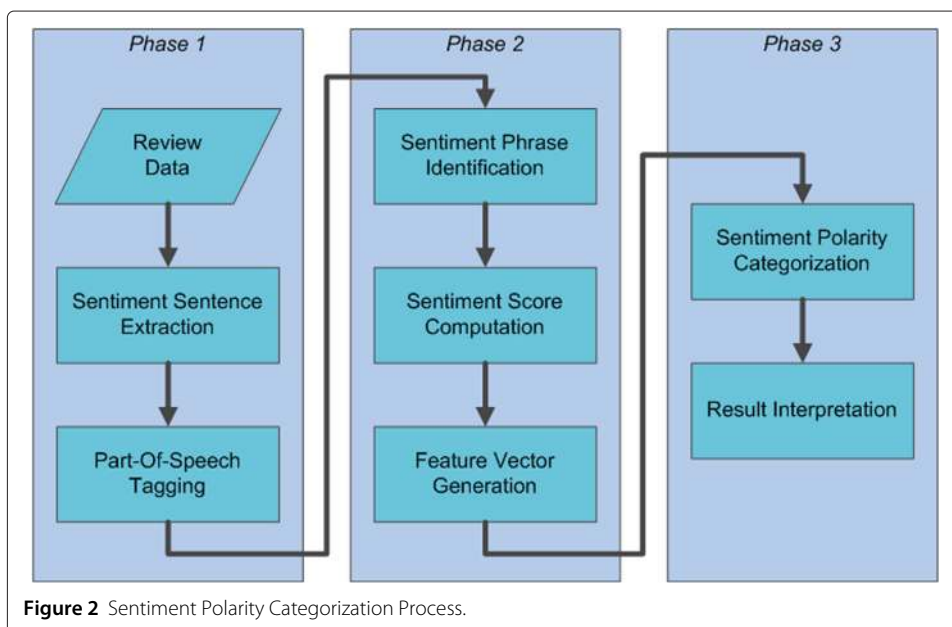 Phase 1
Review
Data
Sentiment Sentence
Extraction
Part-Of-Speech
Tagging
Phase 2
Sentiment Phrase
Identification
Sentiment Score
Computation
Feature Vector
Generation
Phase 3
Sentiment Polarity
Categorization
Result Interpretation
Figure 2 Sentiment Polarity Categorization Process.